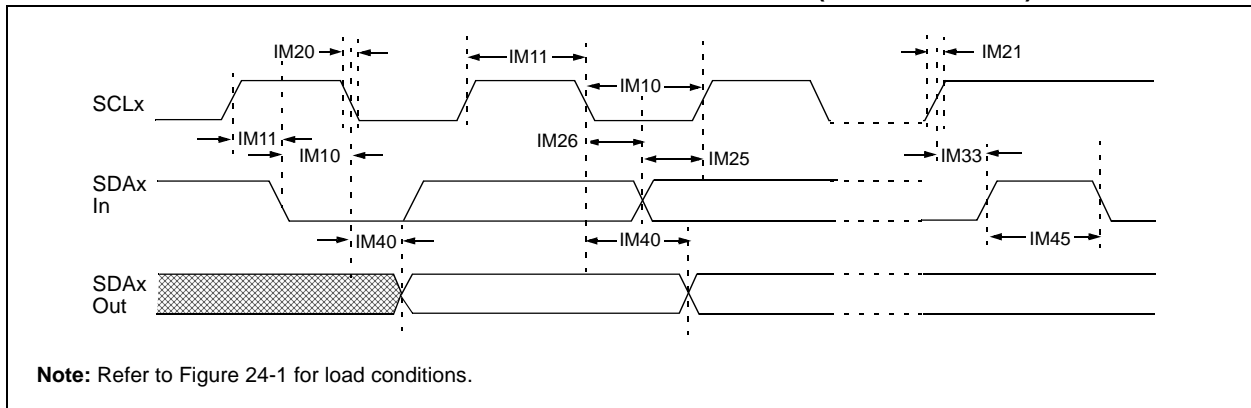 IM20
IM11
IM21
IM10
SCLx
IM11
IM26
IM10
IM25
IM33
SDAx
In
IM40
IM40
IM45
SDAx
Out
Note: Refer to Figure 24-1 for load conditions.